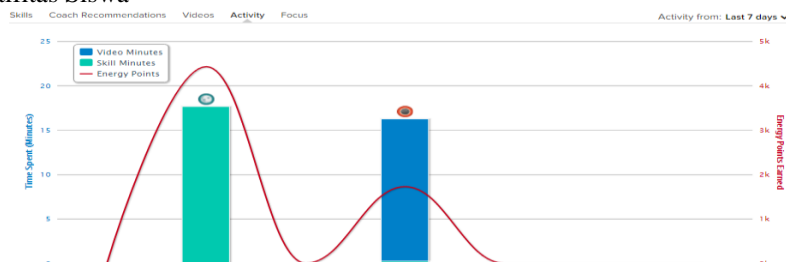 Skills Coach Recommendations Videos Activity Focus
Activity from: Last 7 days
Video Minutes
Skill Minutes
Energy Points
Time Spent (Minutes)
25
20
15
10
5
Energy Points Earned
5k
4k
3k
2k
1k